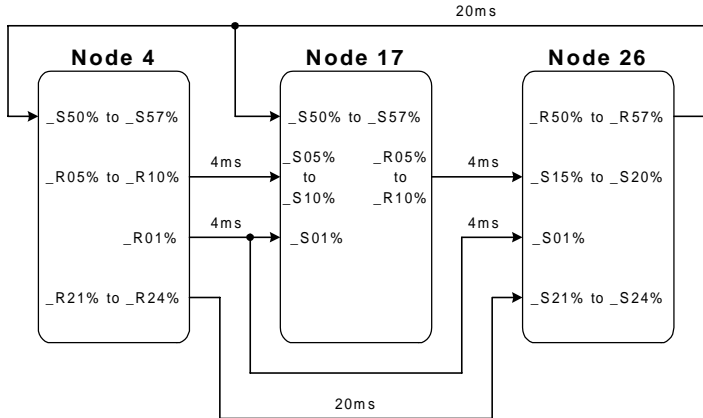 20ms
Node 4
Node 17
Node 26
_S50% to _S57%
_S50% to _S57%
_R50% to _R57%
_R05% to _R10%
4ms
_S05%
to
_S10%
_R05%
to
_R10%
4ms
_S15% to _S20%
_R01%
4ms
_S01%
4ms
_S01%
_R21% to _R24%
_S21% to _S24%
20ms